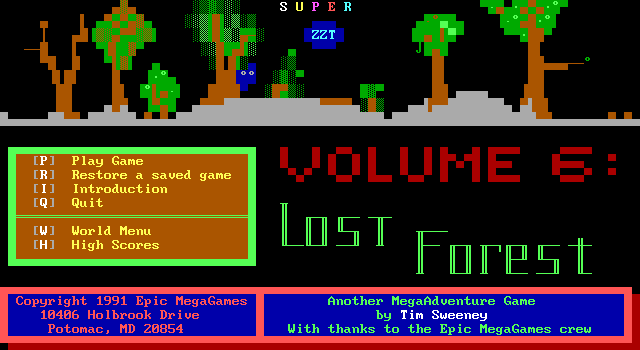 SUPER
ZZT
VOLUME 6:
Lost Forest
[P] Play Game
[R] Restore a saved game
[I] Introduction
[Q] Quit
[W] World Menu
[H] High Scores
Copyright 1991 Epic MegaGames
10406 Holbrook Drive
Potomac, MD 20854
Another MegaAdventure Game
by Tim Sweeney
With thanks to the Epic MegaGames crew